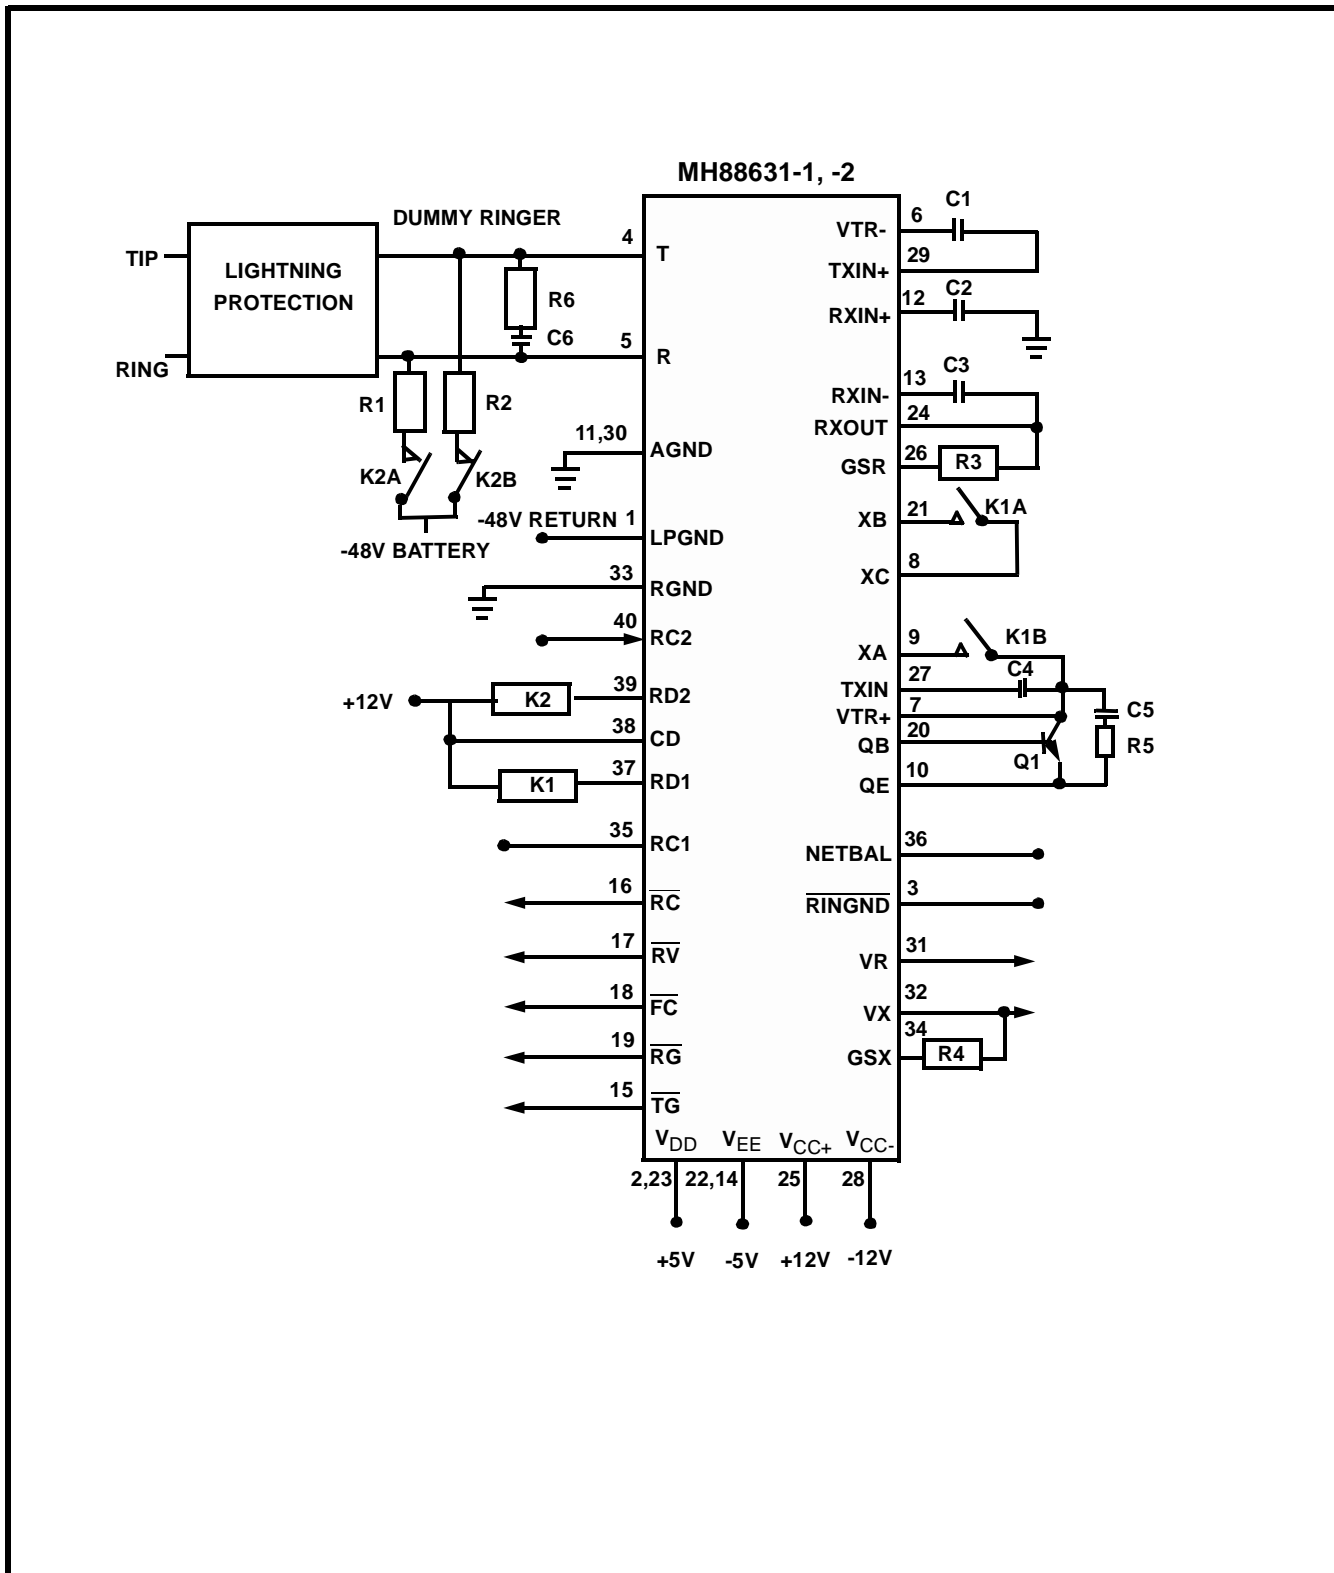 MH88631-1, -2
DUMMY RINGER
TIP
RING
LIGHTNING
PROTECTION
R6
C6
R1
R2
K2A
K2B
-48V BATTERY
4
T
5
R
11,30
AGND
-48V RETURN
1
LPGND
33
RGND
40
RC2
+12V
K2
39
RD2
38
CD
K1
37
RD1
35
RC1
16
RC
17
RV
18
FC
19
RG
15
TG
VTR-
6
C1
TXIN+
29
RXIN+
12
C2
RXIN-
13
C3
RXOUT
24
GSR
26
R3
XB
21
K1A
XC
8
XA
9
K1B
TXIN
27
C4
VTR+
7
C5
QB
20
Q1
R5
QE
10
NETBAL
36
RINGND
3
VR
31
VX
32
GSX
34
R4
VDD VEE VCC+ VCC-
2,23 22,14 25 28
+5V -5V +12V -12V